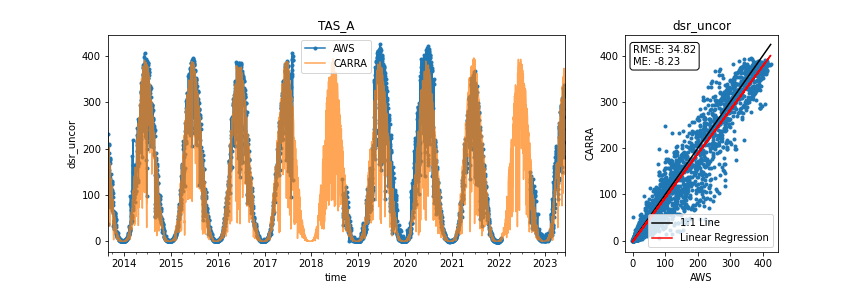 TAS_A
dsr_uncor
400
300
200
100
0
dsr_uncor
AWS
CARRA
2014
2015
2016
2017
2018
2019
2020
2021
2022
2023
time
RMSE: 34.82
ME: -8.23
400
300
200
100
0
CARRA
1:1 Line
Linear Regression
0
100
200
300
400
AWS